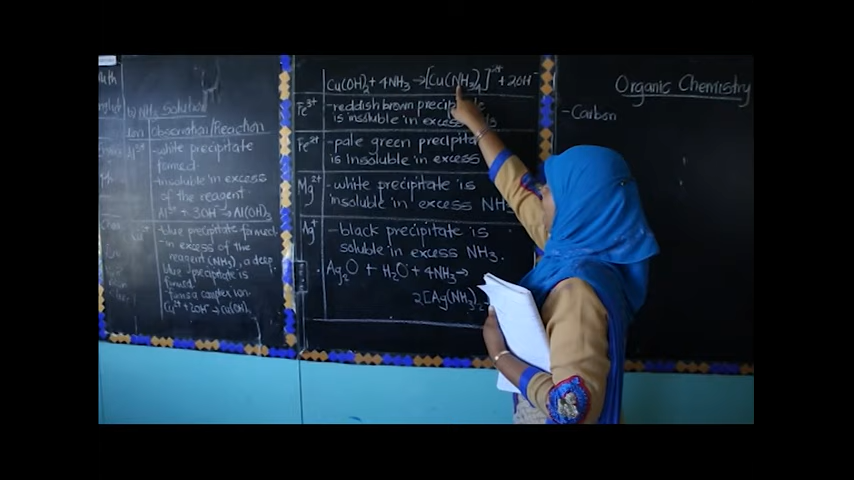 b) NH₃ Solution
Ion Observation/Reaction
Al³⁺ -white precipitate
formed.
-insoluble in excess
of the reagent
Al³⁺ + 3OH⁻ → Al(OH)₃
Cu²⁺ -blue precipitate formed
-in excess of the
reagent (NH₃), a deep
blue precipitate is
formed
forms a complex ion.
Cu²⁺ + 2OH⁻ → Cu(OH)₂
Cu(OH)₂ + 4NH₃ → [Cu(NH₃)₄]²⁺ + 2OH⁻
Fe³⁺ -reddish brown precipitate
is insoluble in excess
Fe²⁺ -pale green precipitate
is insoluble in excess
Mg²⁺ -white precipitate is
insoluble in excess NH₃
Ag⁺ -black precipitate is
soluble in excess NH₃.
Ag₂O + H₂O + 4NH₃ →
2[Ag(NH₃)₂
Organic Chemistry
-Carbon